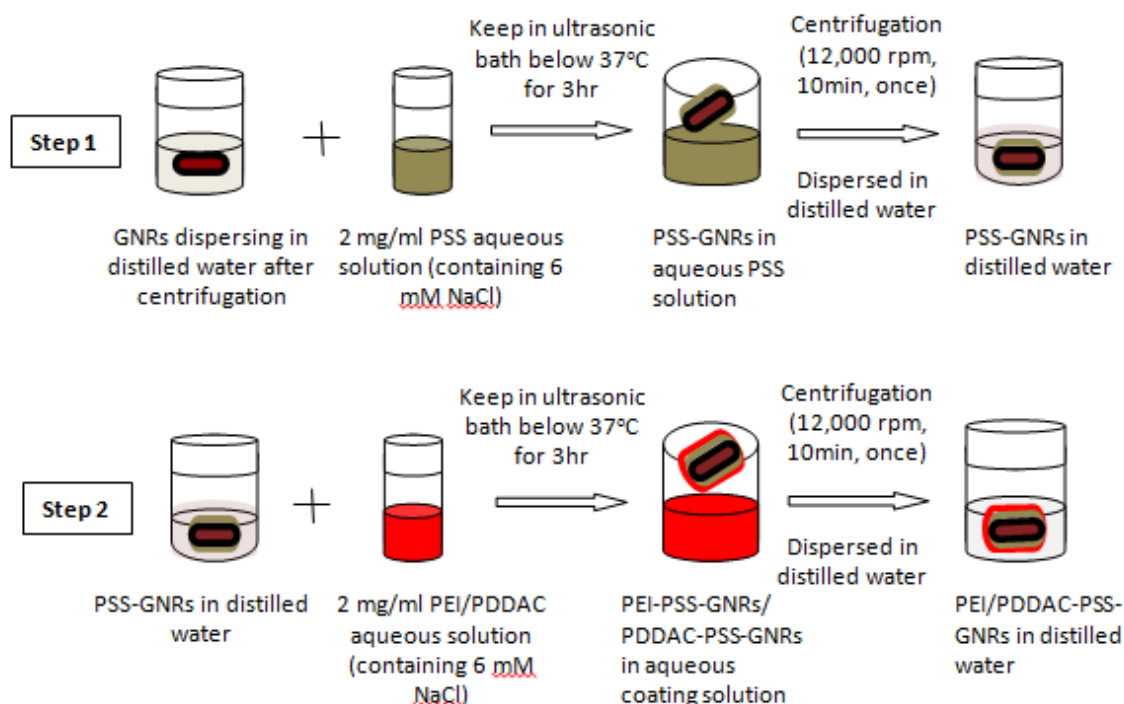 Keep in ultrasonic
bath below 37°C
for 3hr
Centrifugation
(12,000 rpm,
10min, once)
Step 1
Dispersed in
distilled water
GNRs dispersing in
distilled water after
centrifugation
2 mg/ml PSS aqueous
solution (containing 6
mM NaCl)
PSS-GNRs in
aqueous PSS
solution
PSS-GNRs in
distilled water
Keep in ultrasonic
bath below 37°C
for 3hr
Centrifugation
(12,000 rpm,
10min, once)
Step 2
Dispersed in
distilled water
PSS-GNRs in distilled
water
2 mg/ml PEI/PDDAC
aqueous solution
(containing 6 mM
NaCl)
PEI-PSS-GNRs/
PDDAC-PSS-GNRs
in aqueous
coating solution
PEI/PDDAC-PSS-
GNRs in distilled
water